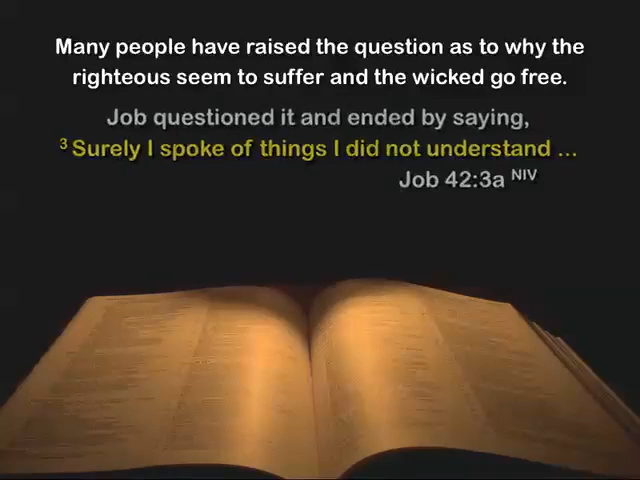 Many people have raised the question as to why the
righteous seem to suffer and the wicked go free.
Job questioned it and ended by saying,
3 Surely I spoke of things I did not understand ...
Job 42:3a NIV